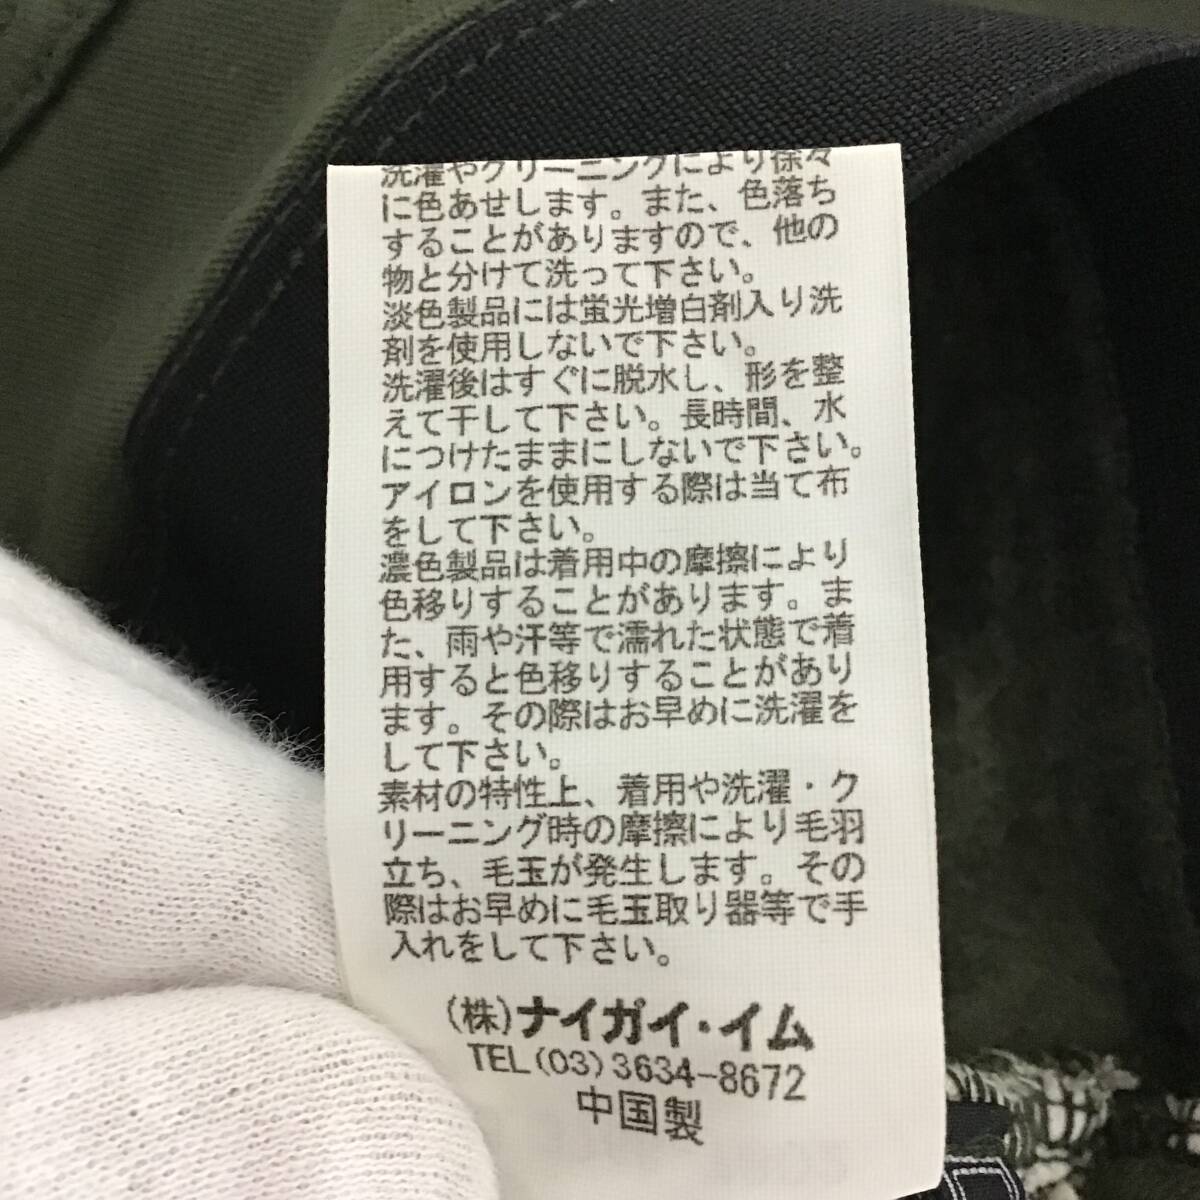 洗濯やクリーニングにより徐々
に色あせします。また、色落ち
することがありますので、他の
物と分けて洗って下さい。
淡色製品には蛍光増白剤入り洗
剤を使用しないで下さい。
洗濯後はすぐに脱水し、形を整
えて干して下さい。長時間、水
につけたままにしないで下さい。
アイロンを使用する際は当て布
をして下さい。
濃色製品は着用中の摩擦により
色移りすることがあります。ま
た、雨や汗等で濡れた状態で着
用すると色移りすることがあり
ます。その際はお早めに洗濯を
して下さい。
素材の特性上、着用や洗濯・ク
リーニング時の摩擦により毛羽
立ち、毛玉が発生します。その
際はお早めに毛玉取り器等で手
入れをして下さい。
(株)ナイガイ・イム
TEL(03)3634-8672
中国製